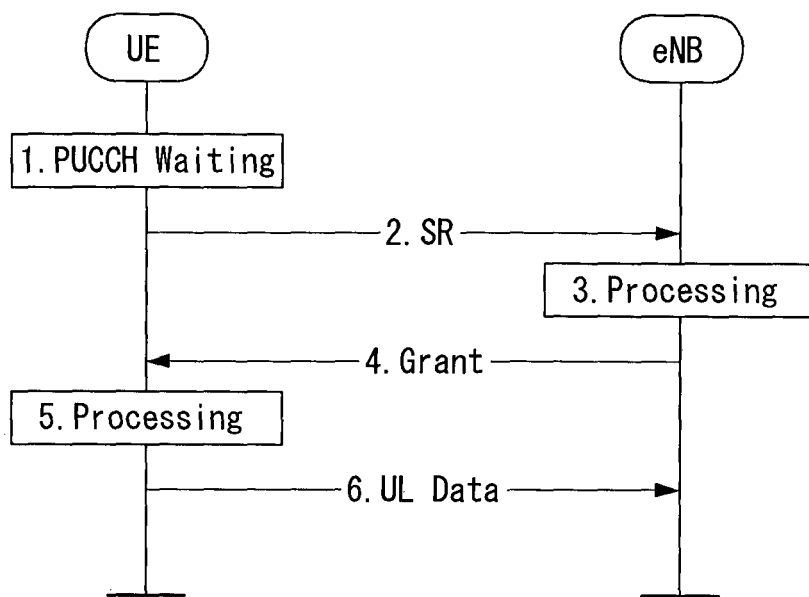 UE
eNB
1.PUCCH Waiting
2.SR
3.Processing
4.Grant
5.Processing
6.UL Data